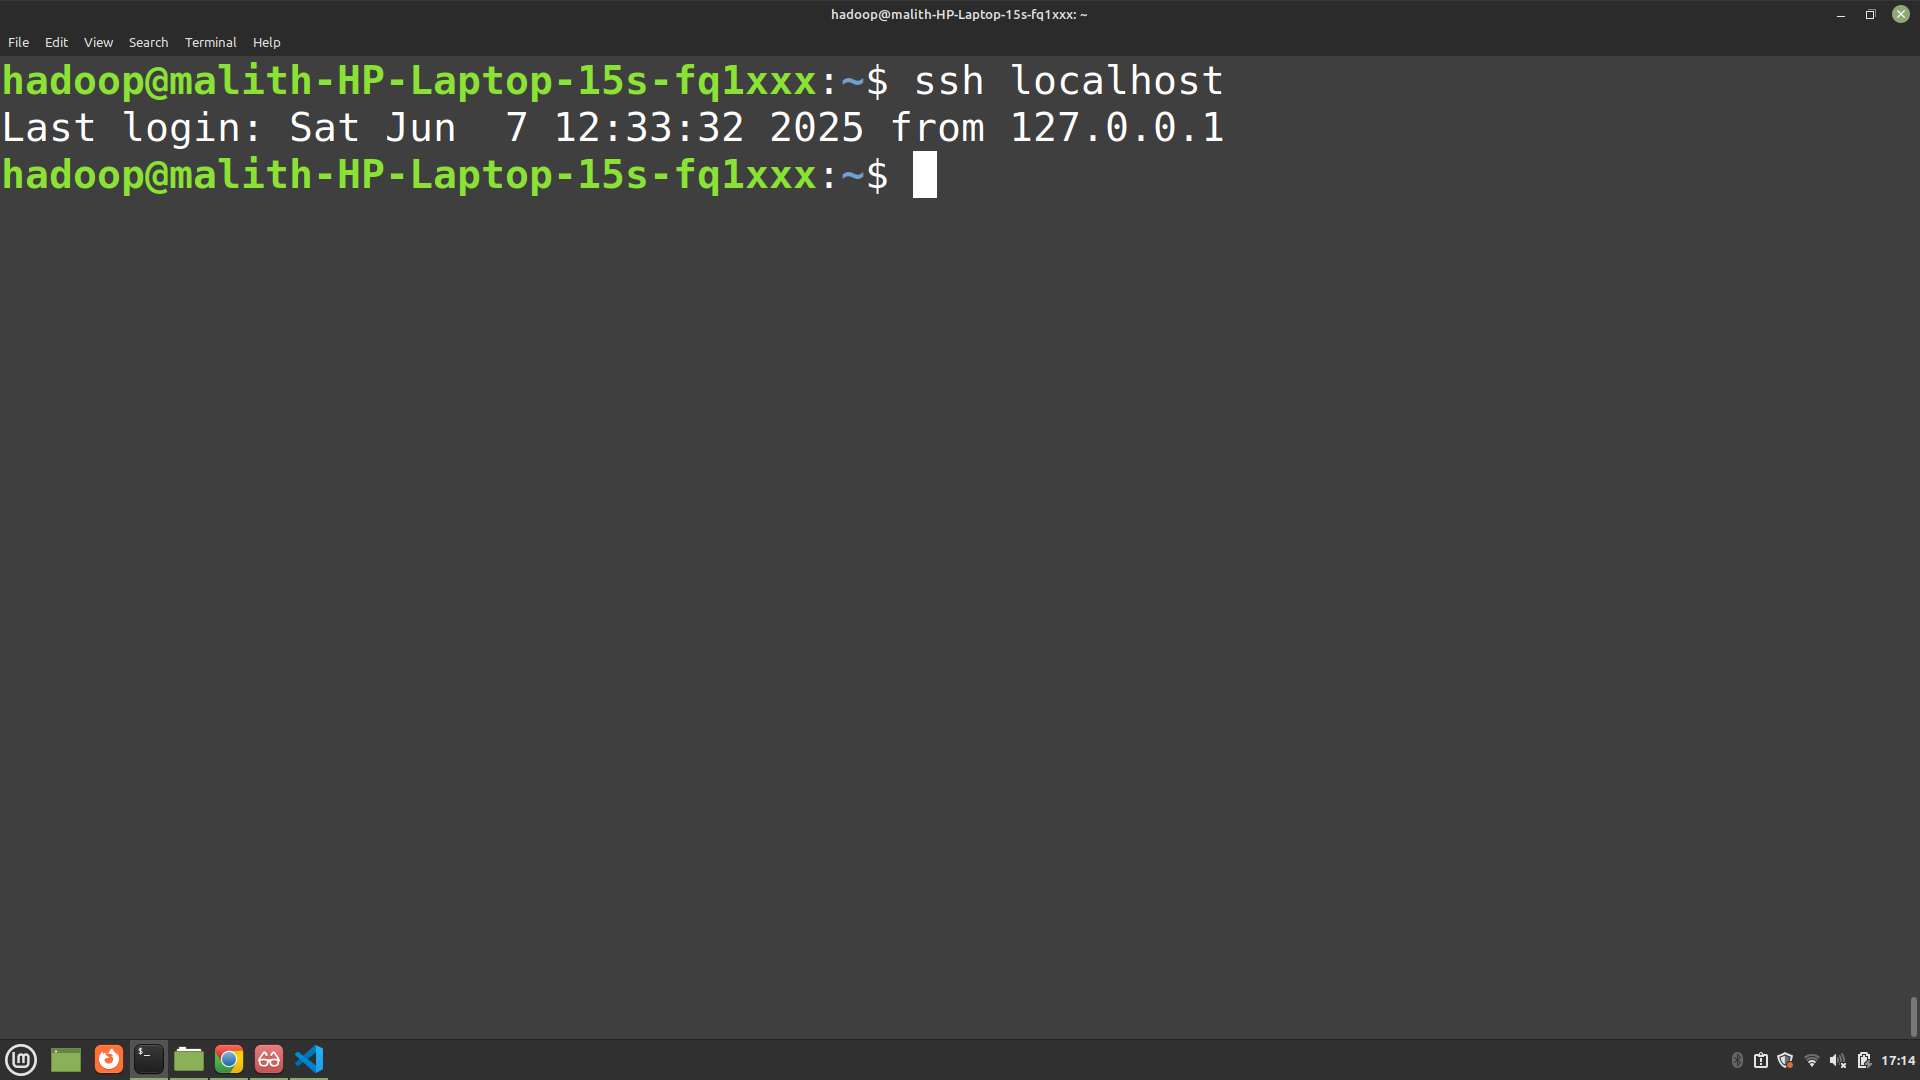 hadoop@malith-HP-Laptop-15s-fq1xxx: ~
File Edit View Search Terminal Help
hadoop@malith-HP-Laptop-15s-fq1xxx:~$ ssh localhost
Last login: Sat Jun  7 12:33:32 2025 from 127.0.0.1
hadoop@malith-HP-Laptop-15s-fq1xxx:~$
17:14